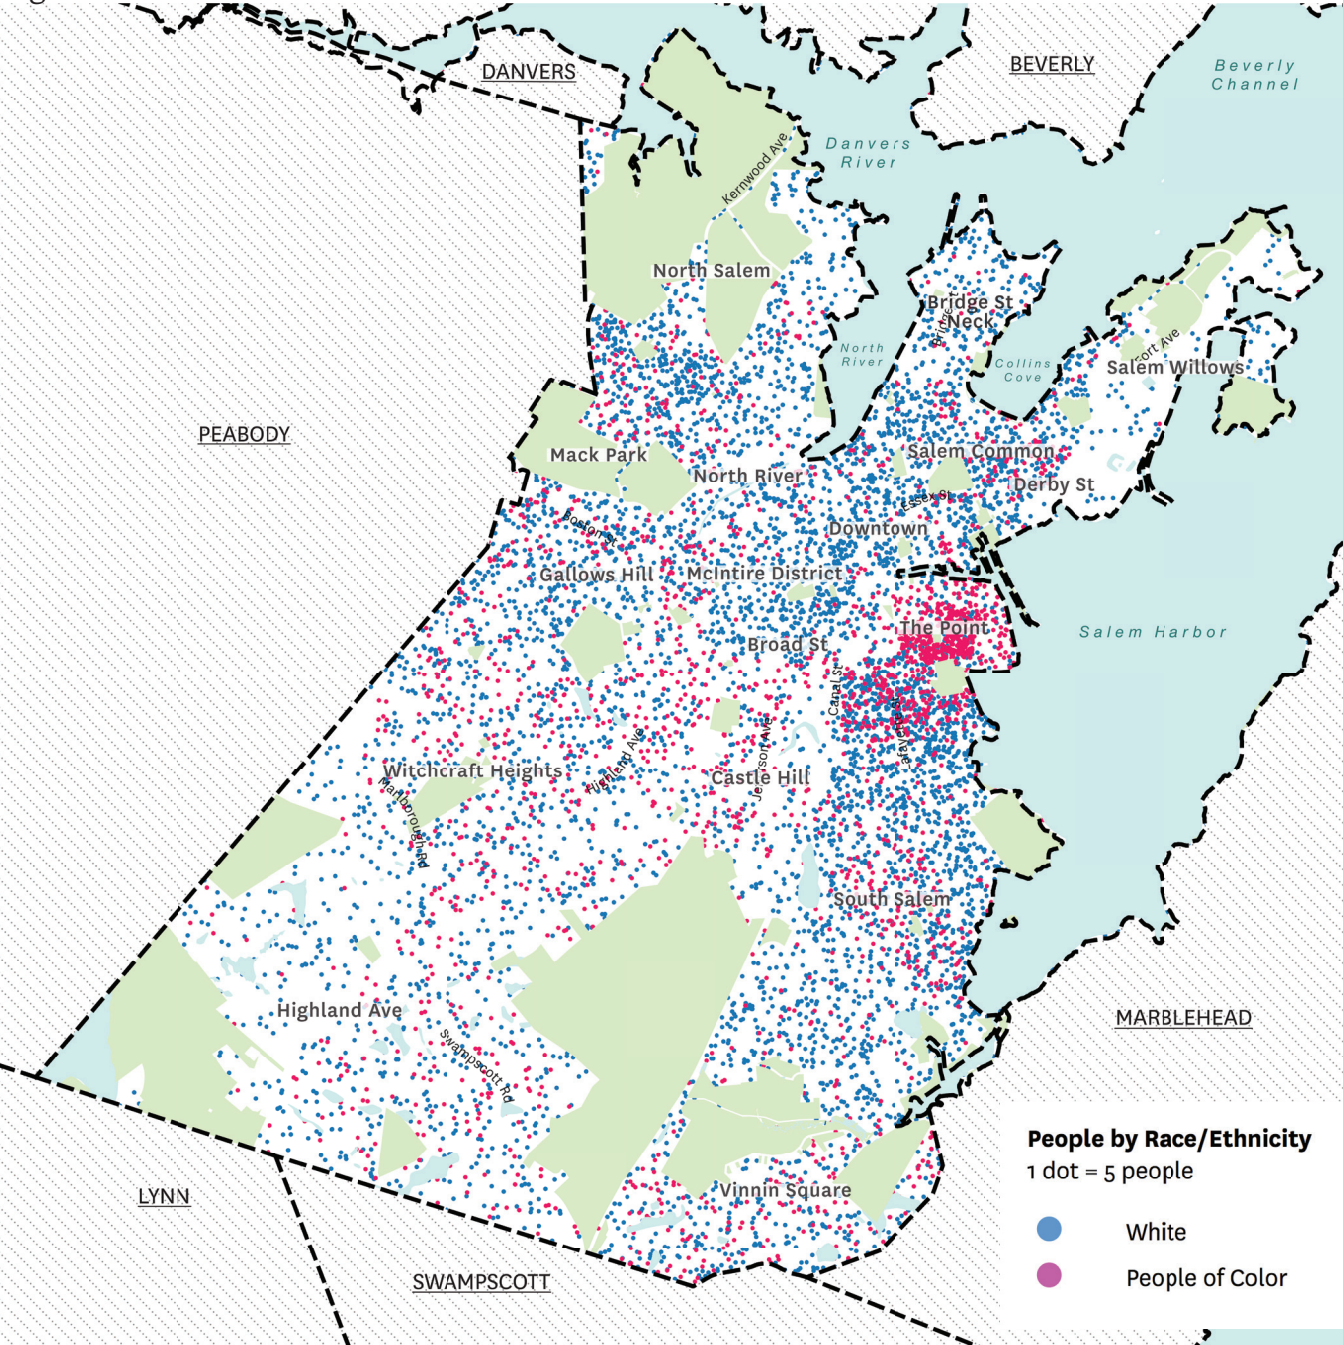 DANVERS
BEVERLY
Beverly
Channel
Danvers
River
Kernwood Ave
North Salem
Bridge St
Neck
North
River
Collins
Cove
Fort Ave
Salem Willows
PEABODY
Mack Park
North River
Salem Common
Derby St
Essex St
Boston St
Downtown
Gallows Hill
McIntire District
The Point
Salem Harbor
Broad St
Canal St
Highland Ave
Witchcraft Heights
Castle Hill
Marlborough Rd
South Salem
Highland Ave
Swampscott Rd
MARBLEHEAD
People by Race/Ethnicity
1 dot = 5 people
White
People of Color
Vinnin Square
LYNN
SWAMPSCOTT